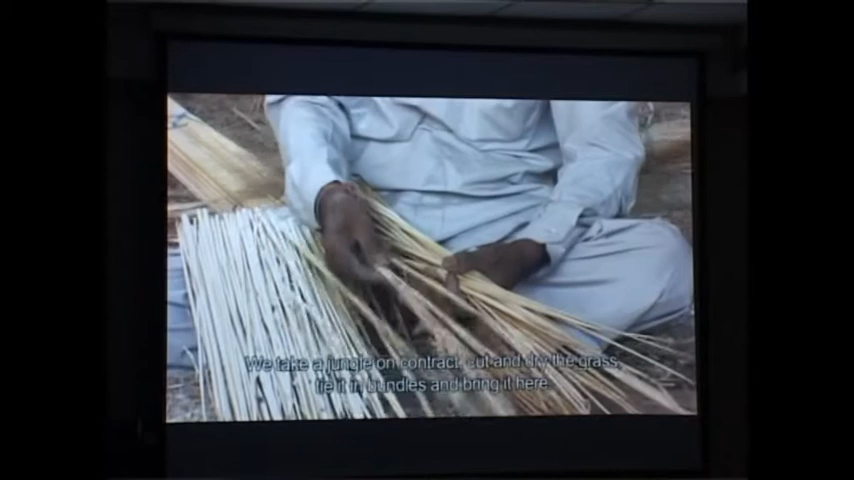 We take a jungle on contract, cut and dry the grass,
tie it in bundles and bring it here.